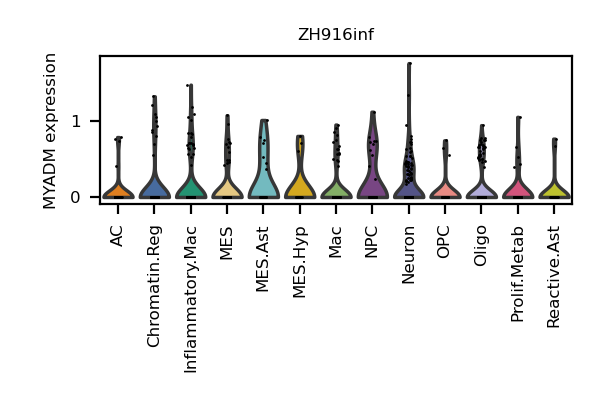 ZH916inf
MYADM expression
1
0
AC
Chromatin.Reg
Inflammatory.Mac
MES
MES.Ast
MES.Hyp
Mac
NPC
Neuron
OPC
Oligo
Prolif.Metab
Reactive.Ast